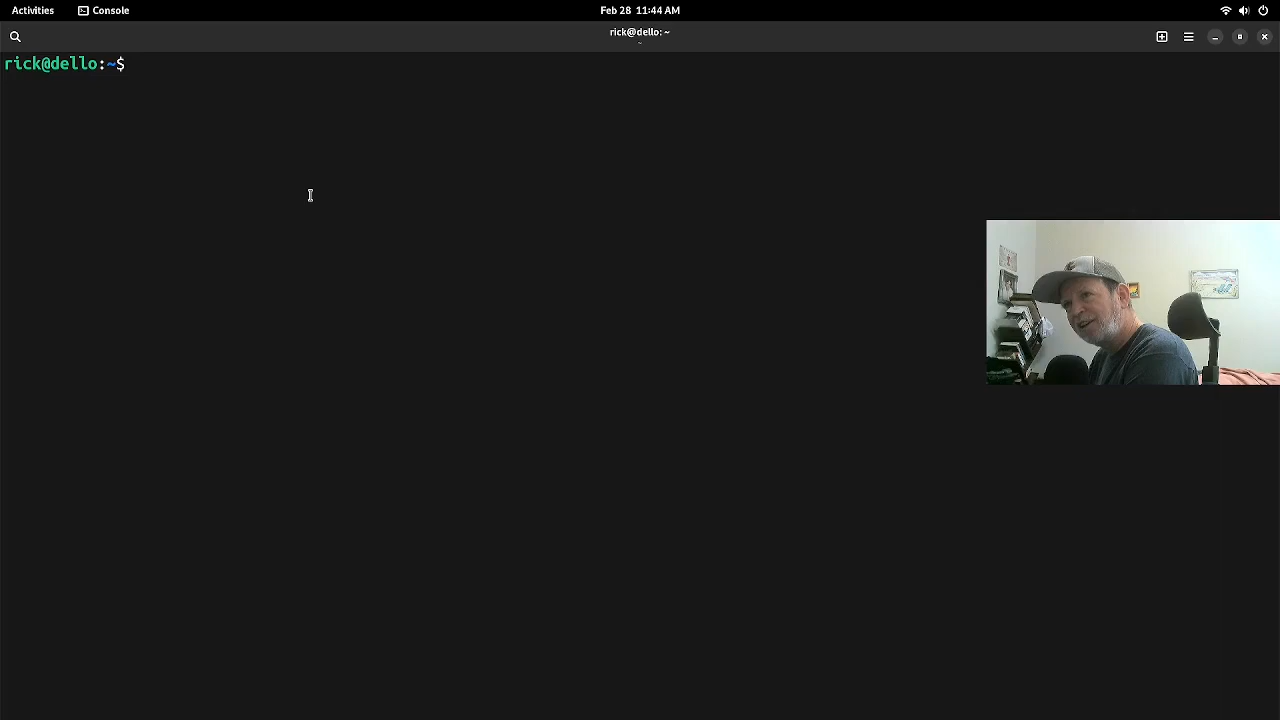 Activities
Console
Feb 28 11:44 AM
rick@dello: ~
~
rick@dello:~$